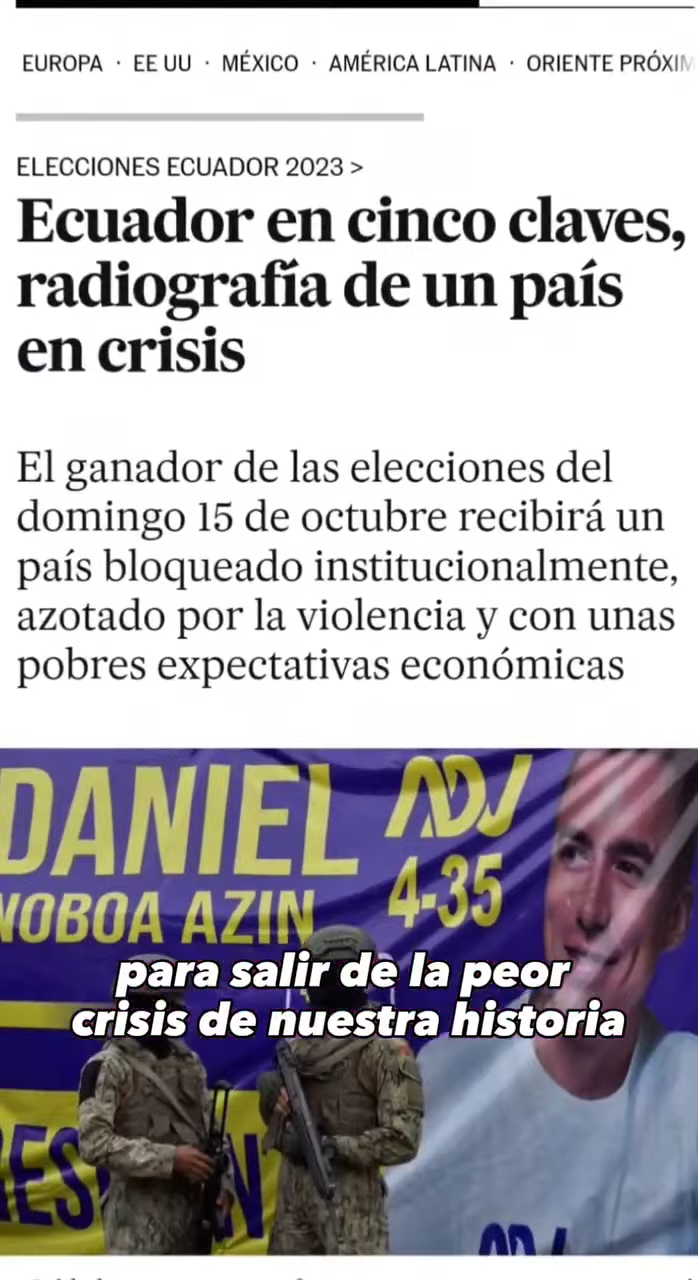 EUROPA · EE UU · MÉXICO · AMÉRICA LATINA · ORIENTE PRÓXIM
ELECCIONES ECUADOR 2023 >
Ecuador en cinco claves,
radiografía de un país
en crisis
El ganador de las elecciones del
domingo 15 de octubre recibirá un
país bloqueado institucionalmente,
azotado por la violencia y con unas
pobres expectativas económicas
DANIEL ADN
NOBOA AZIN 4-35
para salir de la peor
crisis de nuestra historia
ADN